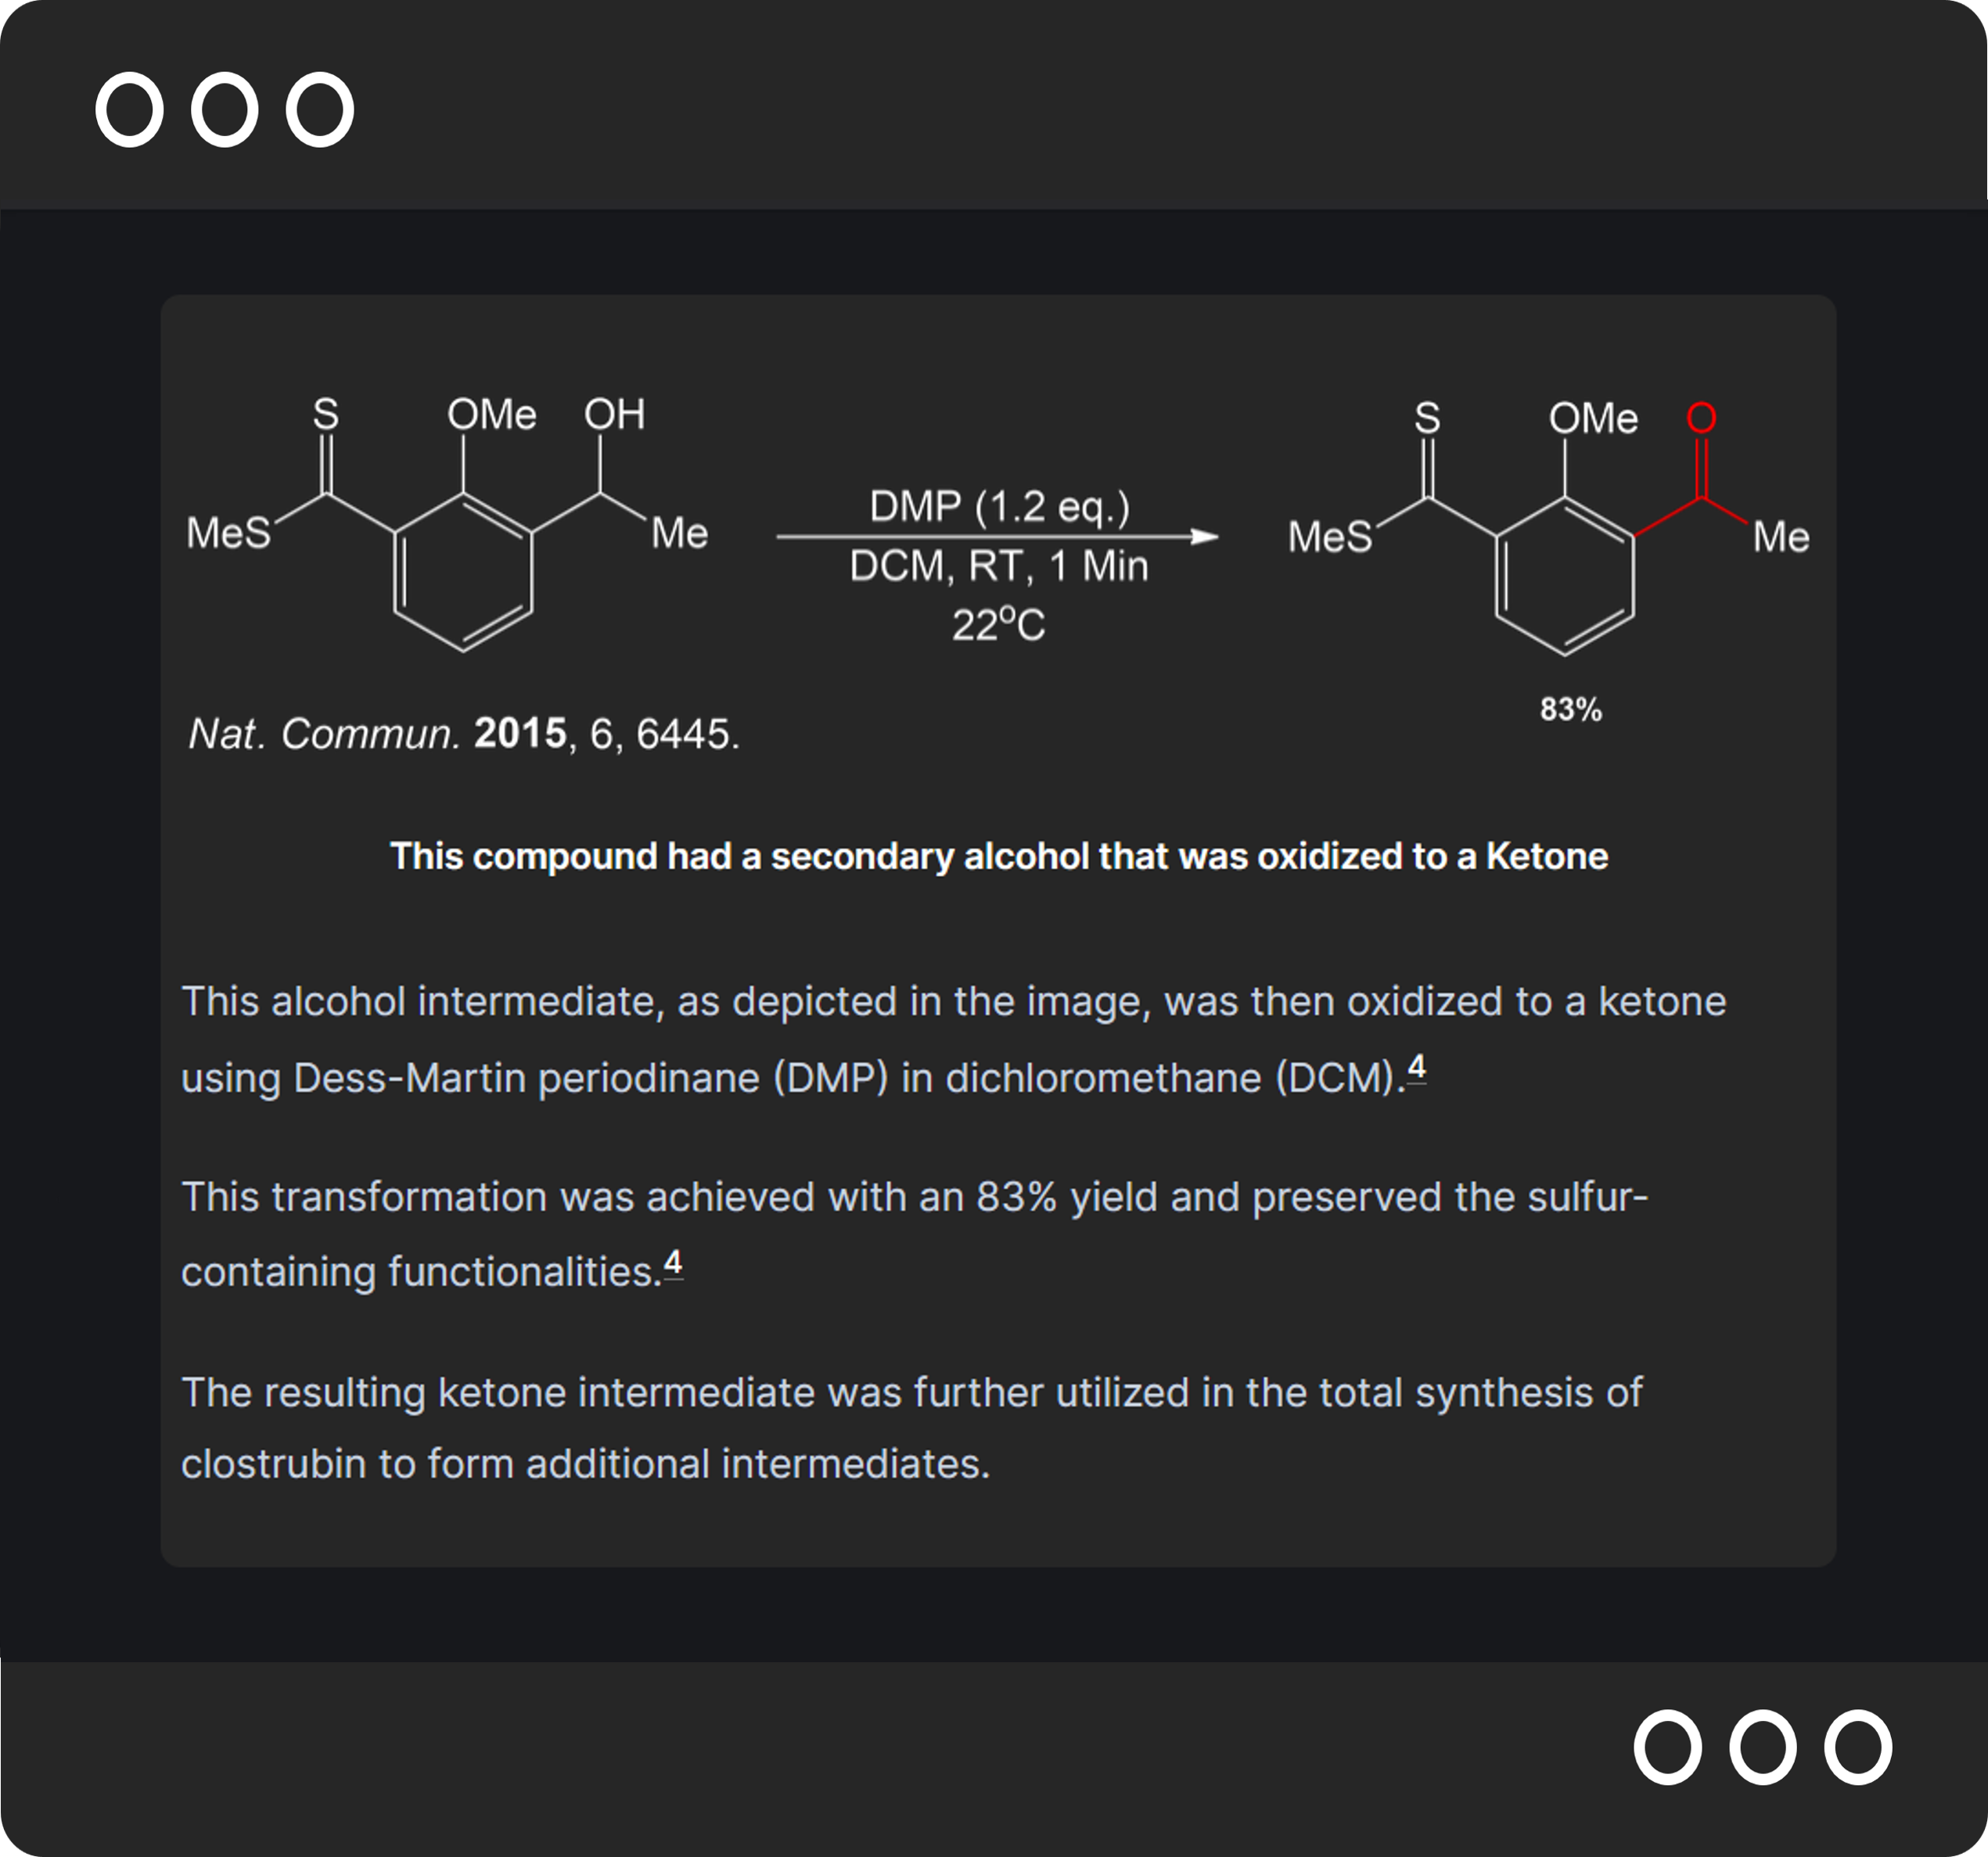 S OMe OH
MeS Me
DMP (1.2 eq.)
DCM, RT, 1 Min
22°C
S OMe O
MeS Me
83%
Nat. Commun. 2015, 6, 6445.
This compound had a secondary alcohol that was oxidized to a Ketone
This alcohol intermediate, as depicted in the image, was then oxidized to a ketone
using Dess-Martin periodinane (DMP) in dichloromethane (DCM).4
This transformation was achieved with an 83% yield and preserved the sulfur-
containing functionalities.4
The resulting ketone intermediate was further utilized in the total synthesis of
clostrubin to form additional intermediates.